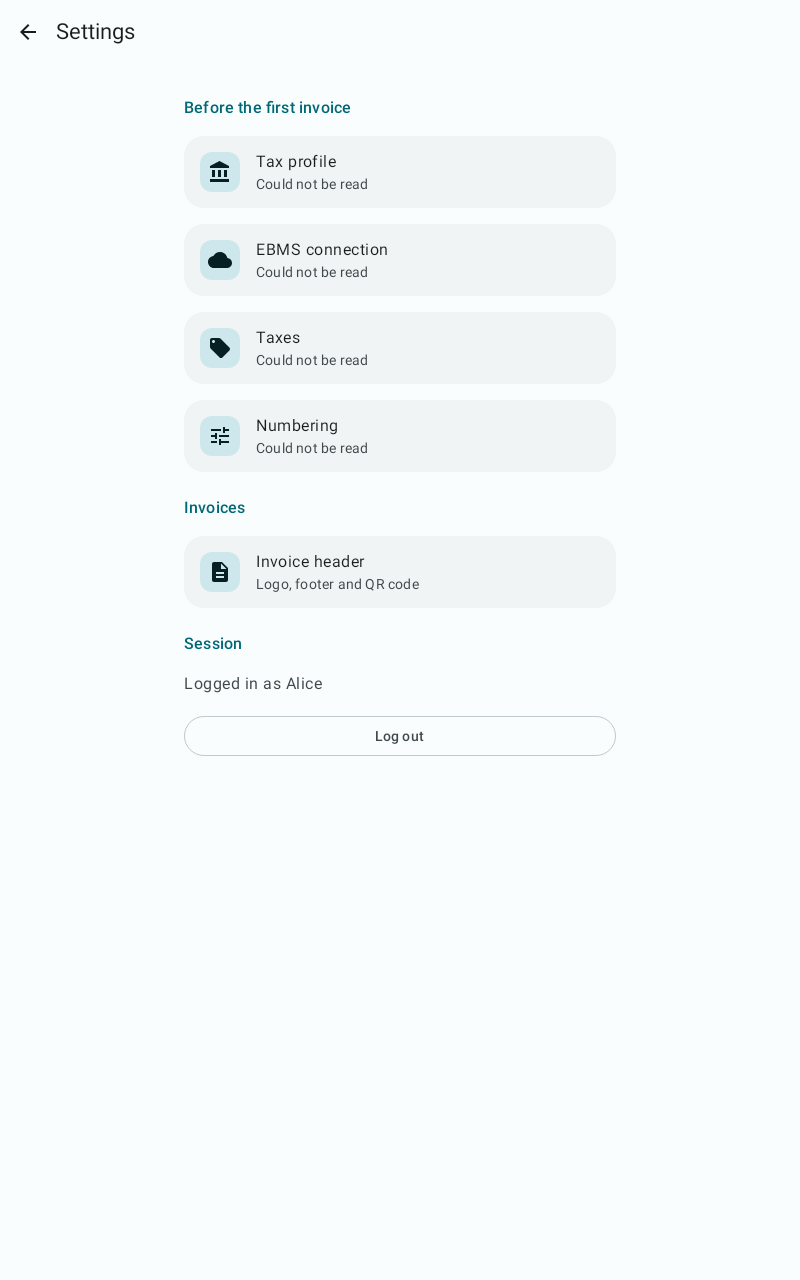 Settings
Before the first invoice
Tax profile
Could not be read
EBMS connection
Could not be read
Taxes
Could not be read
Numbering
Could not be read
Invoices
Invoice header
Logo, footer and QR code
Session
Logged in as Alice
Log out